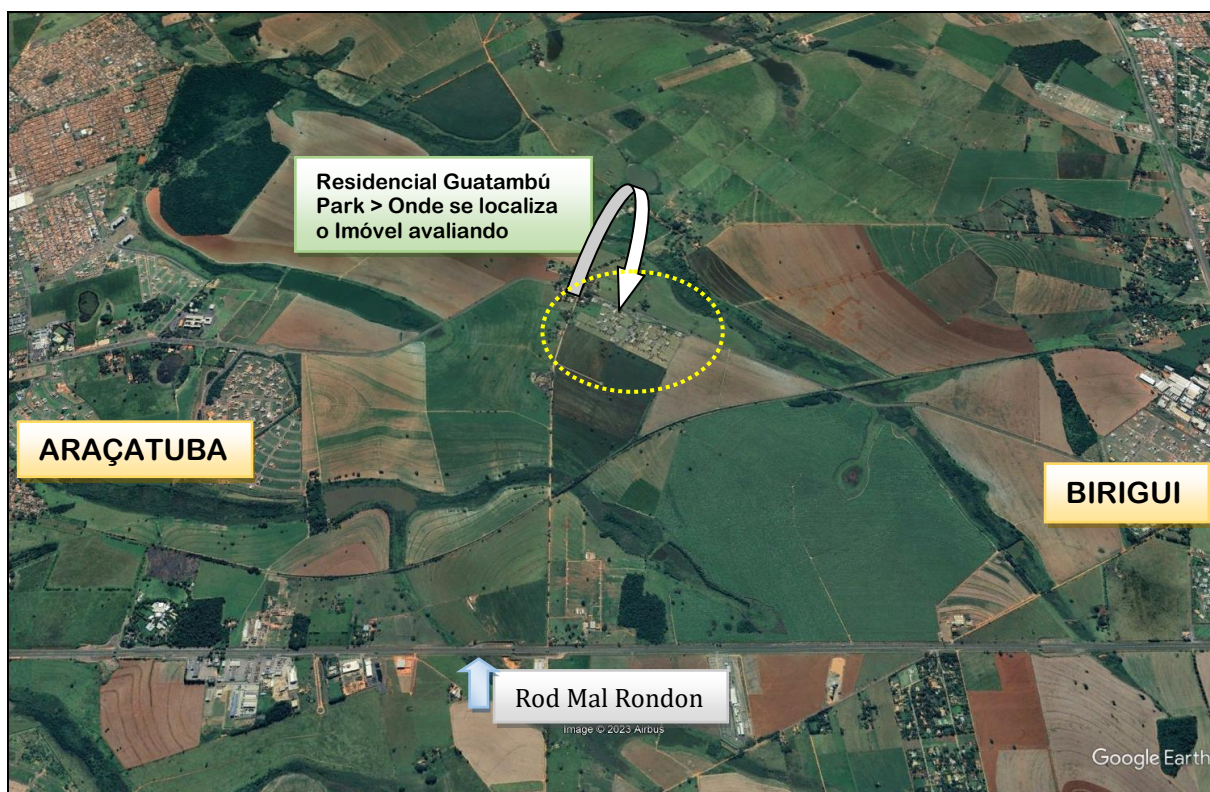 Residencial Guatambú
Park > Onde se localiza
o Imóvel avaliando
ARAÇATUBA
BIRIGUI
Rod Mal Rondon
Image © 2023 Airbus
Google Earth